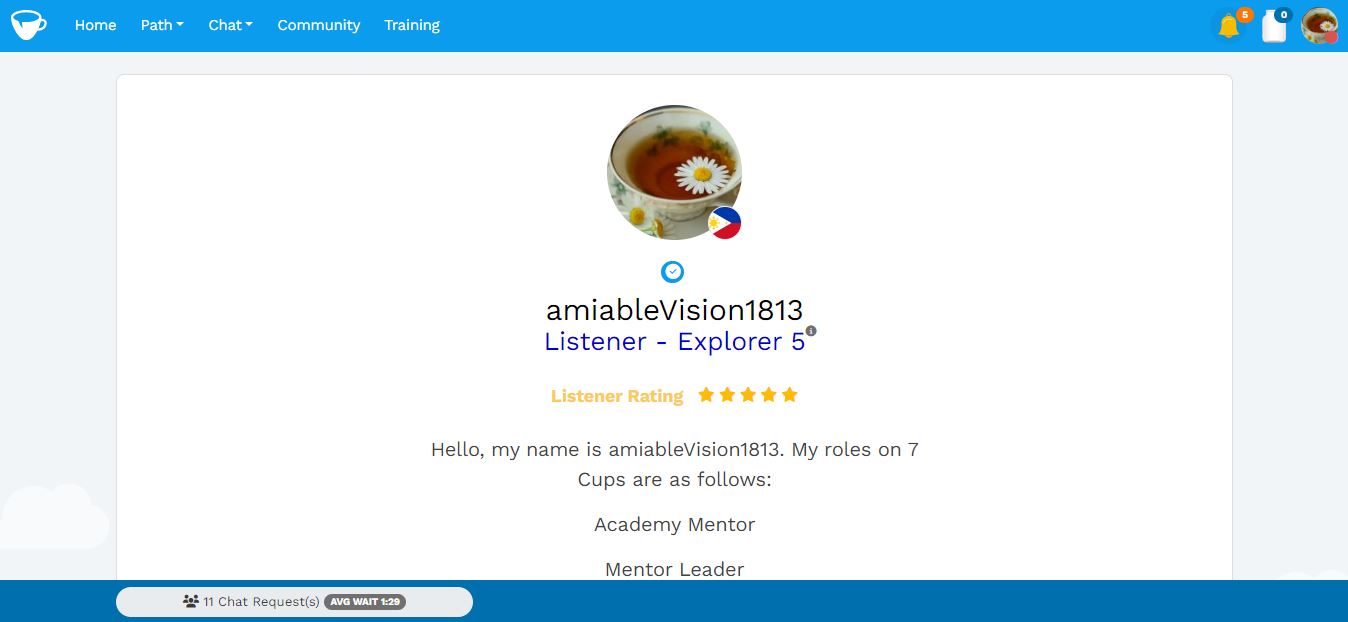 Home Path Chat Community Training 5 0
amiableVision1813
Listener - Explorer 5
Listener Rating
Hello, my name is amiableVision1813. My roles on 7
Cups are as follows:
Academy Mentor
Mentor Leader
11 Chat Request(s) AVG WAIT 1:29